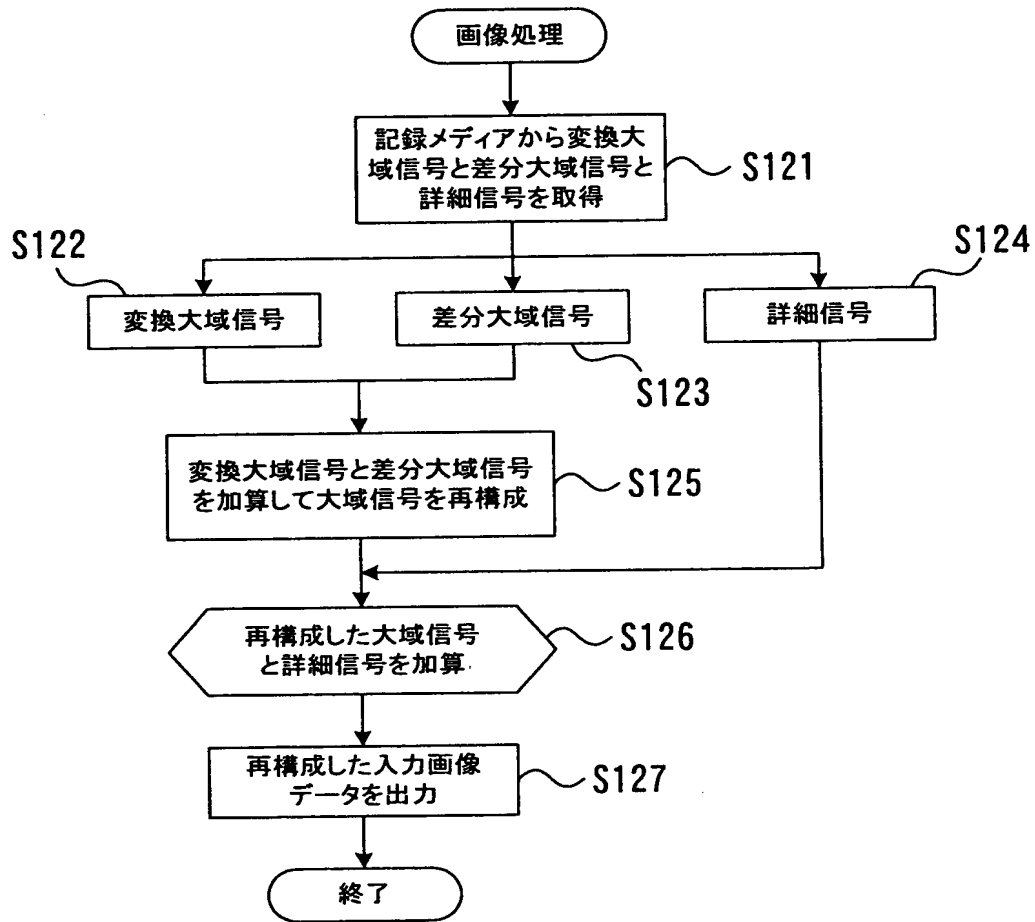 画像処理
記録メディアから変換大
域信号と差分大域信号と
詳細信号を取得
S121
S122
S124
変換大域信号
差分大域信号
詳細信号
S123
変換大域信号と差分大域信号
を加算して大域信号を再構成
S125
再構成した大域信号
と詳細信号を加算
S126
再構成した入力画像
データを出力
S127
終了